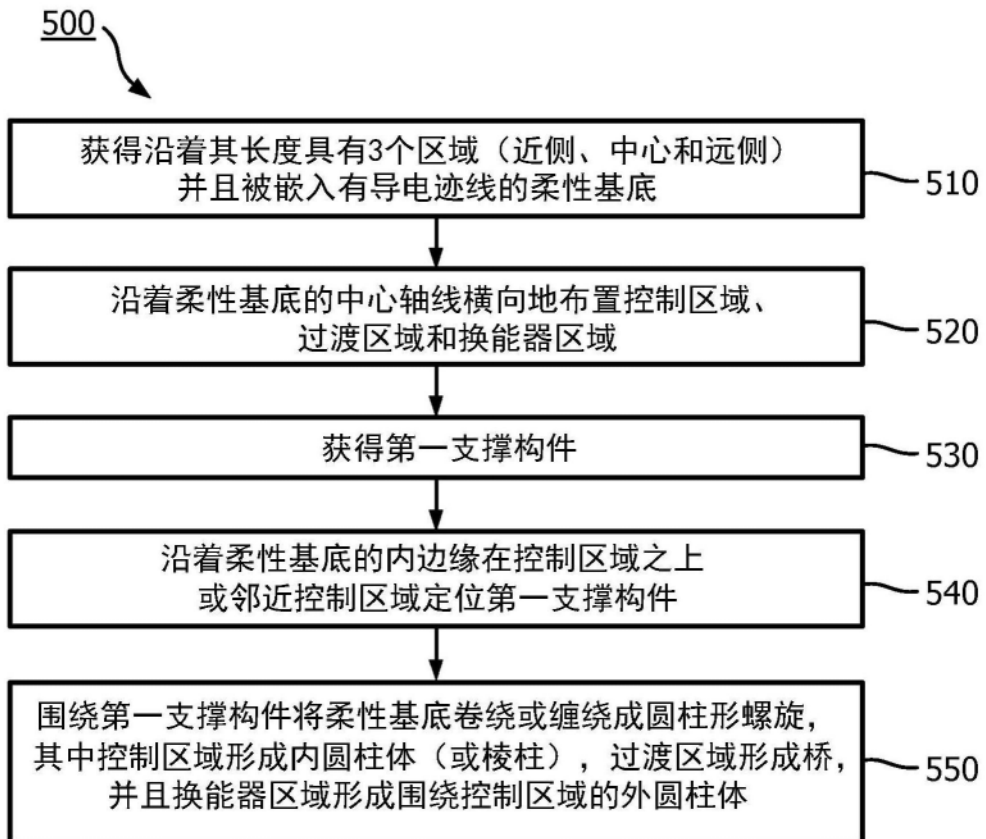 500
获得沿着其长度具有3个区域（近侧、中心和远侧）
并且被嵌入有导电迹线的柔性基底
510
沿着柔性基底的中心轴线横向地布置控制区域、
过渡区域和换能器区域
520
获得第一支撑构件
530
沿着柔性基底的内边缘在控制区域之上
或邻近控制区域定位第一支撑构件
540
围绕第一支撑构件将柔性基底卷绕或缠绕成圆柱形螺旋，
其中控制区域形成内圆柱体（或棱柱），过渡区域形成桥，
并且换能器区域形成围绕控制区域的外圆柱体
550